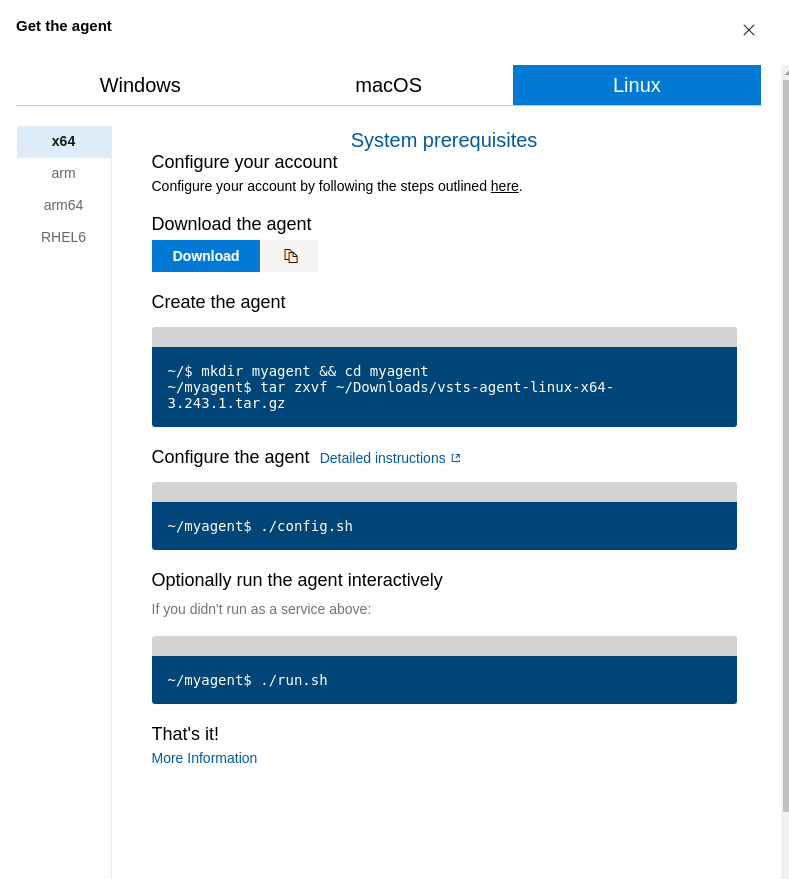 Get the agent
Windows
macOS
Linux
x64
arm
arm64
RHEL6
System prerequisites
Configure your account
Configure your account by following the steps outlined here.
Download the agent
Download
Create the agent
~/$ mkdir myagent && cd myagent
~/myagent$ tar zxvf ~/Downloads/vsts-agent-linux-x64-
3.243.1.tar.gz
Configure the agent Detailed instructions
~/myagent$ ./config.sh
Optionally run the agent interactively
If you didn't run as a service above:
~/myagent$ ./run.sh
That's it!
More Information